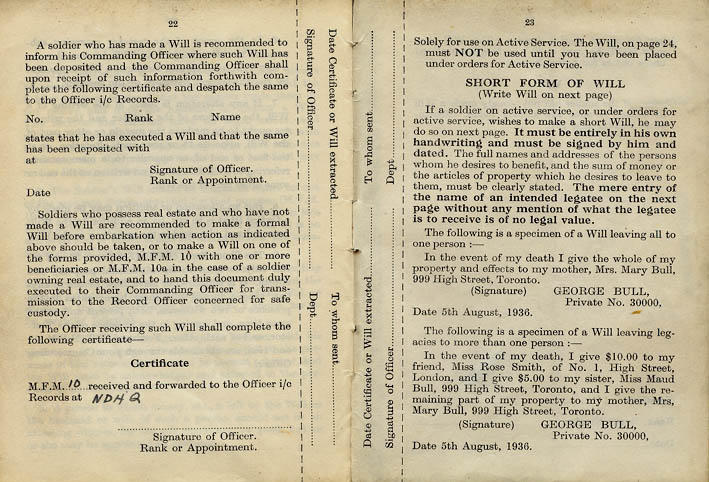 22
A soldier who has made a Will is recommended to
inform his Commanding Officer where such Will has
been deposited and the Commanding Officer shall
upon receipt of such information forthwith com-
plete the following certificate and despatch the same
to the Officer i/c Records.
No. Rank Name
states that he has executed a Will and that the same
has been deposited with
at
Signature of Officer.
Rank or Appointment.
Date
Soldiers who possess real estate and who have not
made a Will are recommended to make a formal
Will before embarkation when action as indicated
above should be taken, or to make a Will on one of
the forms provided, M.F.M. 10 with one or more
beneficiaries or M.F.M. 10a in the case of a soldier
owning real estate, and to hand this document duly
executed to their Commanding Officer for trans-
mission to the Record Officer concerned for safe
custody.
The Officer receiving such Will shall complete the
following certificate—
Certificate
M.F.M. 10 received and forwarded to the Officer i/c
Records at NDHQ
Signature of Officer.
Rank or Appointment.
Date Certificate or Will extracted
To whom sent
Signature of Officer
Dept.
23
Date Certificate or Will extracted
To whom sent
Signature of Officer
Dept.
Solely for use on Active Service. The Will, on page 24,
must NOT be used until you have been placed
under orders for Active Service.
SHORT FORM OF WILL
(Write Will on next page)
If a soldier on active service, or under orders for
active service, wishes to make a short Will, he may
do so on next page. It must be entirely in his own
handwriting and must be signed by him and
dated. The full names and addresses of the persons
whom he desires to benefit, and the sum of money or
the articles of property which he desires to leave to
them, must be clearly stated. The mere entry of
the name of an intended legatee on the next
page without any mention of what the legatee
is to receive is of no legal value.
The following is a specimen of a Will leaving all to
one person :—
In the event of my death I give the whole of my
property and effects to my mother, Mrs. Mary Bull,
999 High Street, Toronto.
(Signature) GEORGE BULL,
Private No. 30000,
Date 5th August, 1936.
The following is a specimen of a Will leaving leg-
acies to more than one person :—
In the event of my death, I give $10.00 to my
friend, Miss Rose Smith, of No. 1, High Street,
London, and I give $5.00 to my sister, Miss Maud
Bull, 999 High Street, Toronto, and I give the re-
maining part of my property to my mother, Mrs,
Mary Bull, 999 High Street, Toronto.
(Signature) GEORGE BULL,
Private No. 30000,
Date 5th August, 1936.